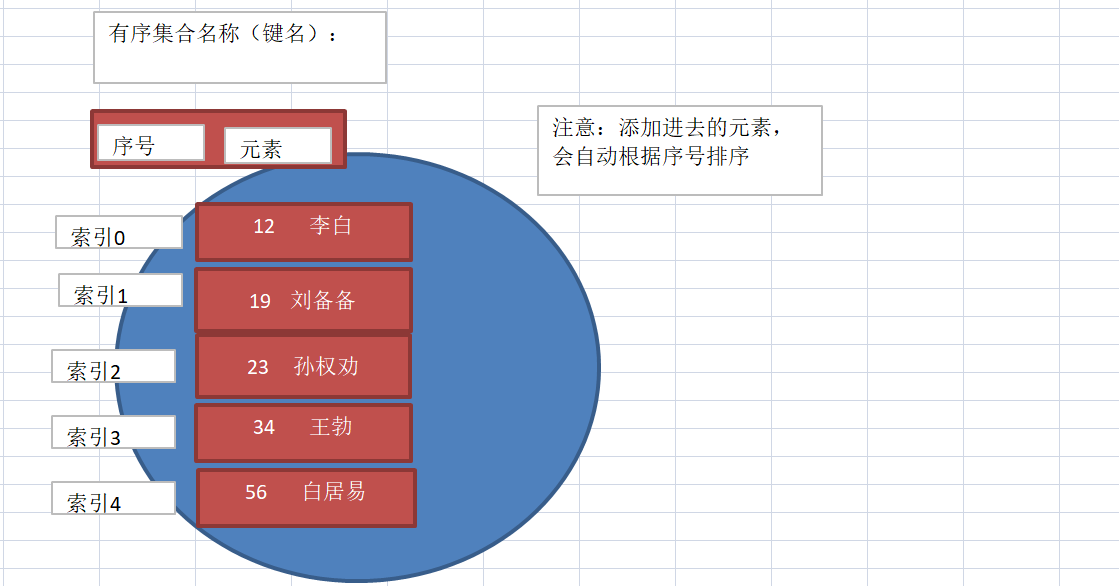 有序集合名称（键名）：
序号 元素
注意：添加进去的元素，
会自动根据序号排序
索引0 12 李白
索引1 19 刘备备
索引2 23 孙权劝
索引3 34 王勃
索引4 56 白居易